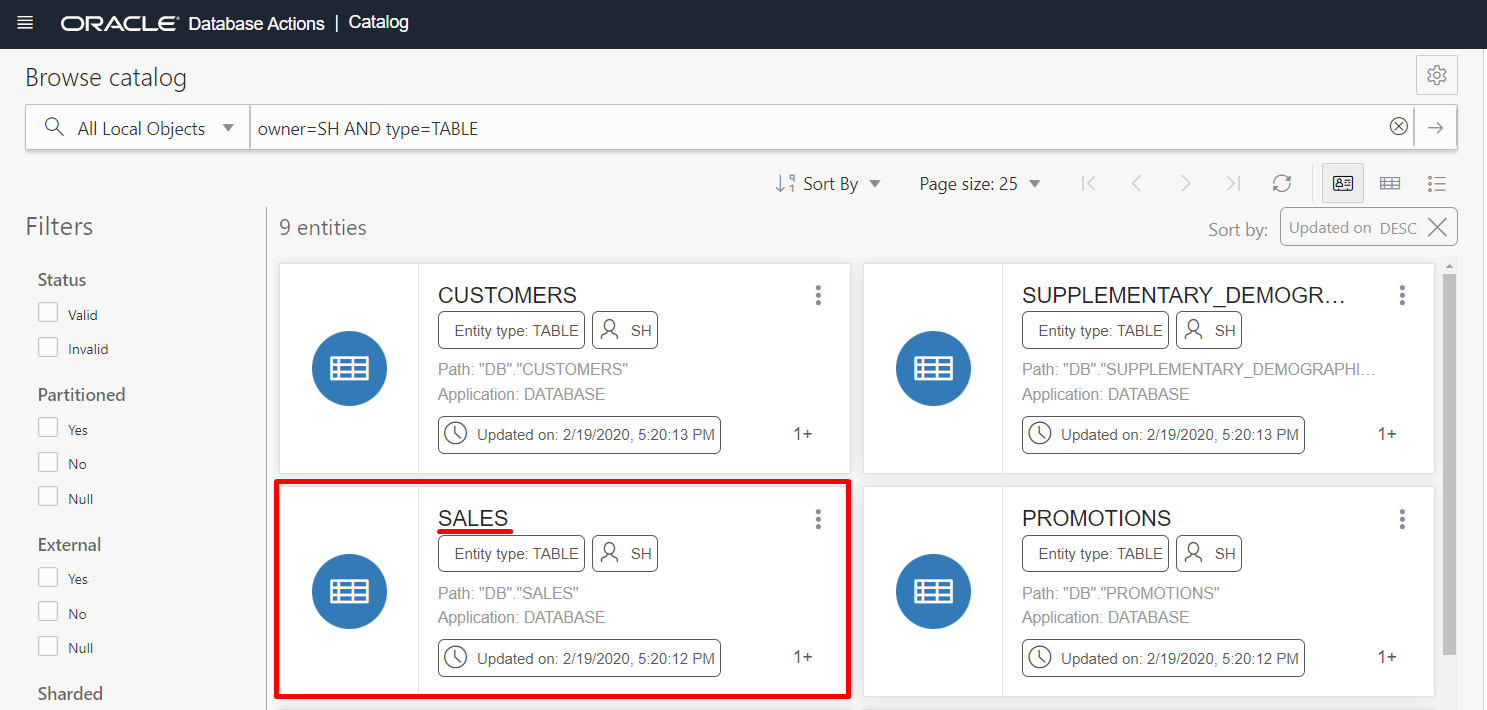 ORACLE Database Actions | Catalog
Browse catalog
All Local Objects owner=SH AND type=TABLE
Sort By Page size: 25
Filters
Status
Valid
Invalid
Partitioned
Yes
No
Null
External
Yes
No
Null
Sharded
9 entities
Sort by: Updated on DESC
CUSTOMERS
Entity type: TABLE SH
Path: "DB"."CUSTOMERS"
Application: DATABASE
Updated on: 2/19/2020, 5:20:13 PM 1+
SUPPLEMENTARY_DEMOGR...
Entity type: TABLE SH
Path: "DB"."SUPPLEMENTARY_DEMOGRAPHI...
Application: DATABASE
Updated on: 2/19/2020, 5:20:13 PM 1+
SALES
Entity type: TABLE SH
Path: "DB"."SALES"
Application: DATABASE
Updated on: 2/19/2020, 5:20:12 PM 1+
PROMOTIONS
Entity type: TABLE SH
Path: "DB"."PROMOTIONS"
Application: DATABASE
Updated on: 2/19/2020, 5:20:12 PM 1+